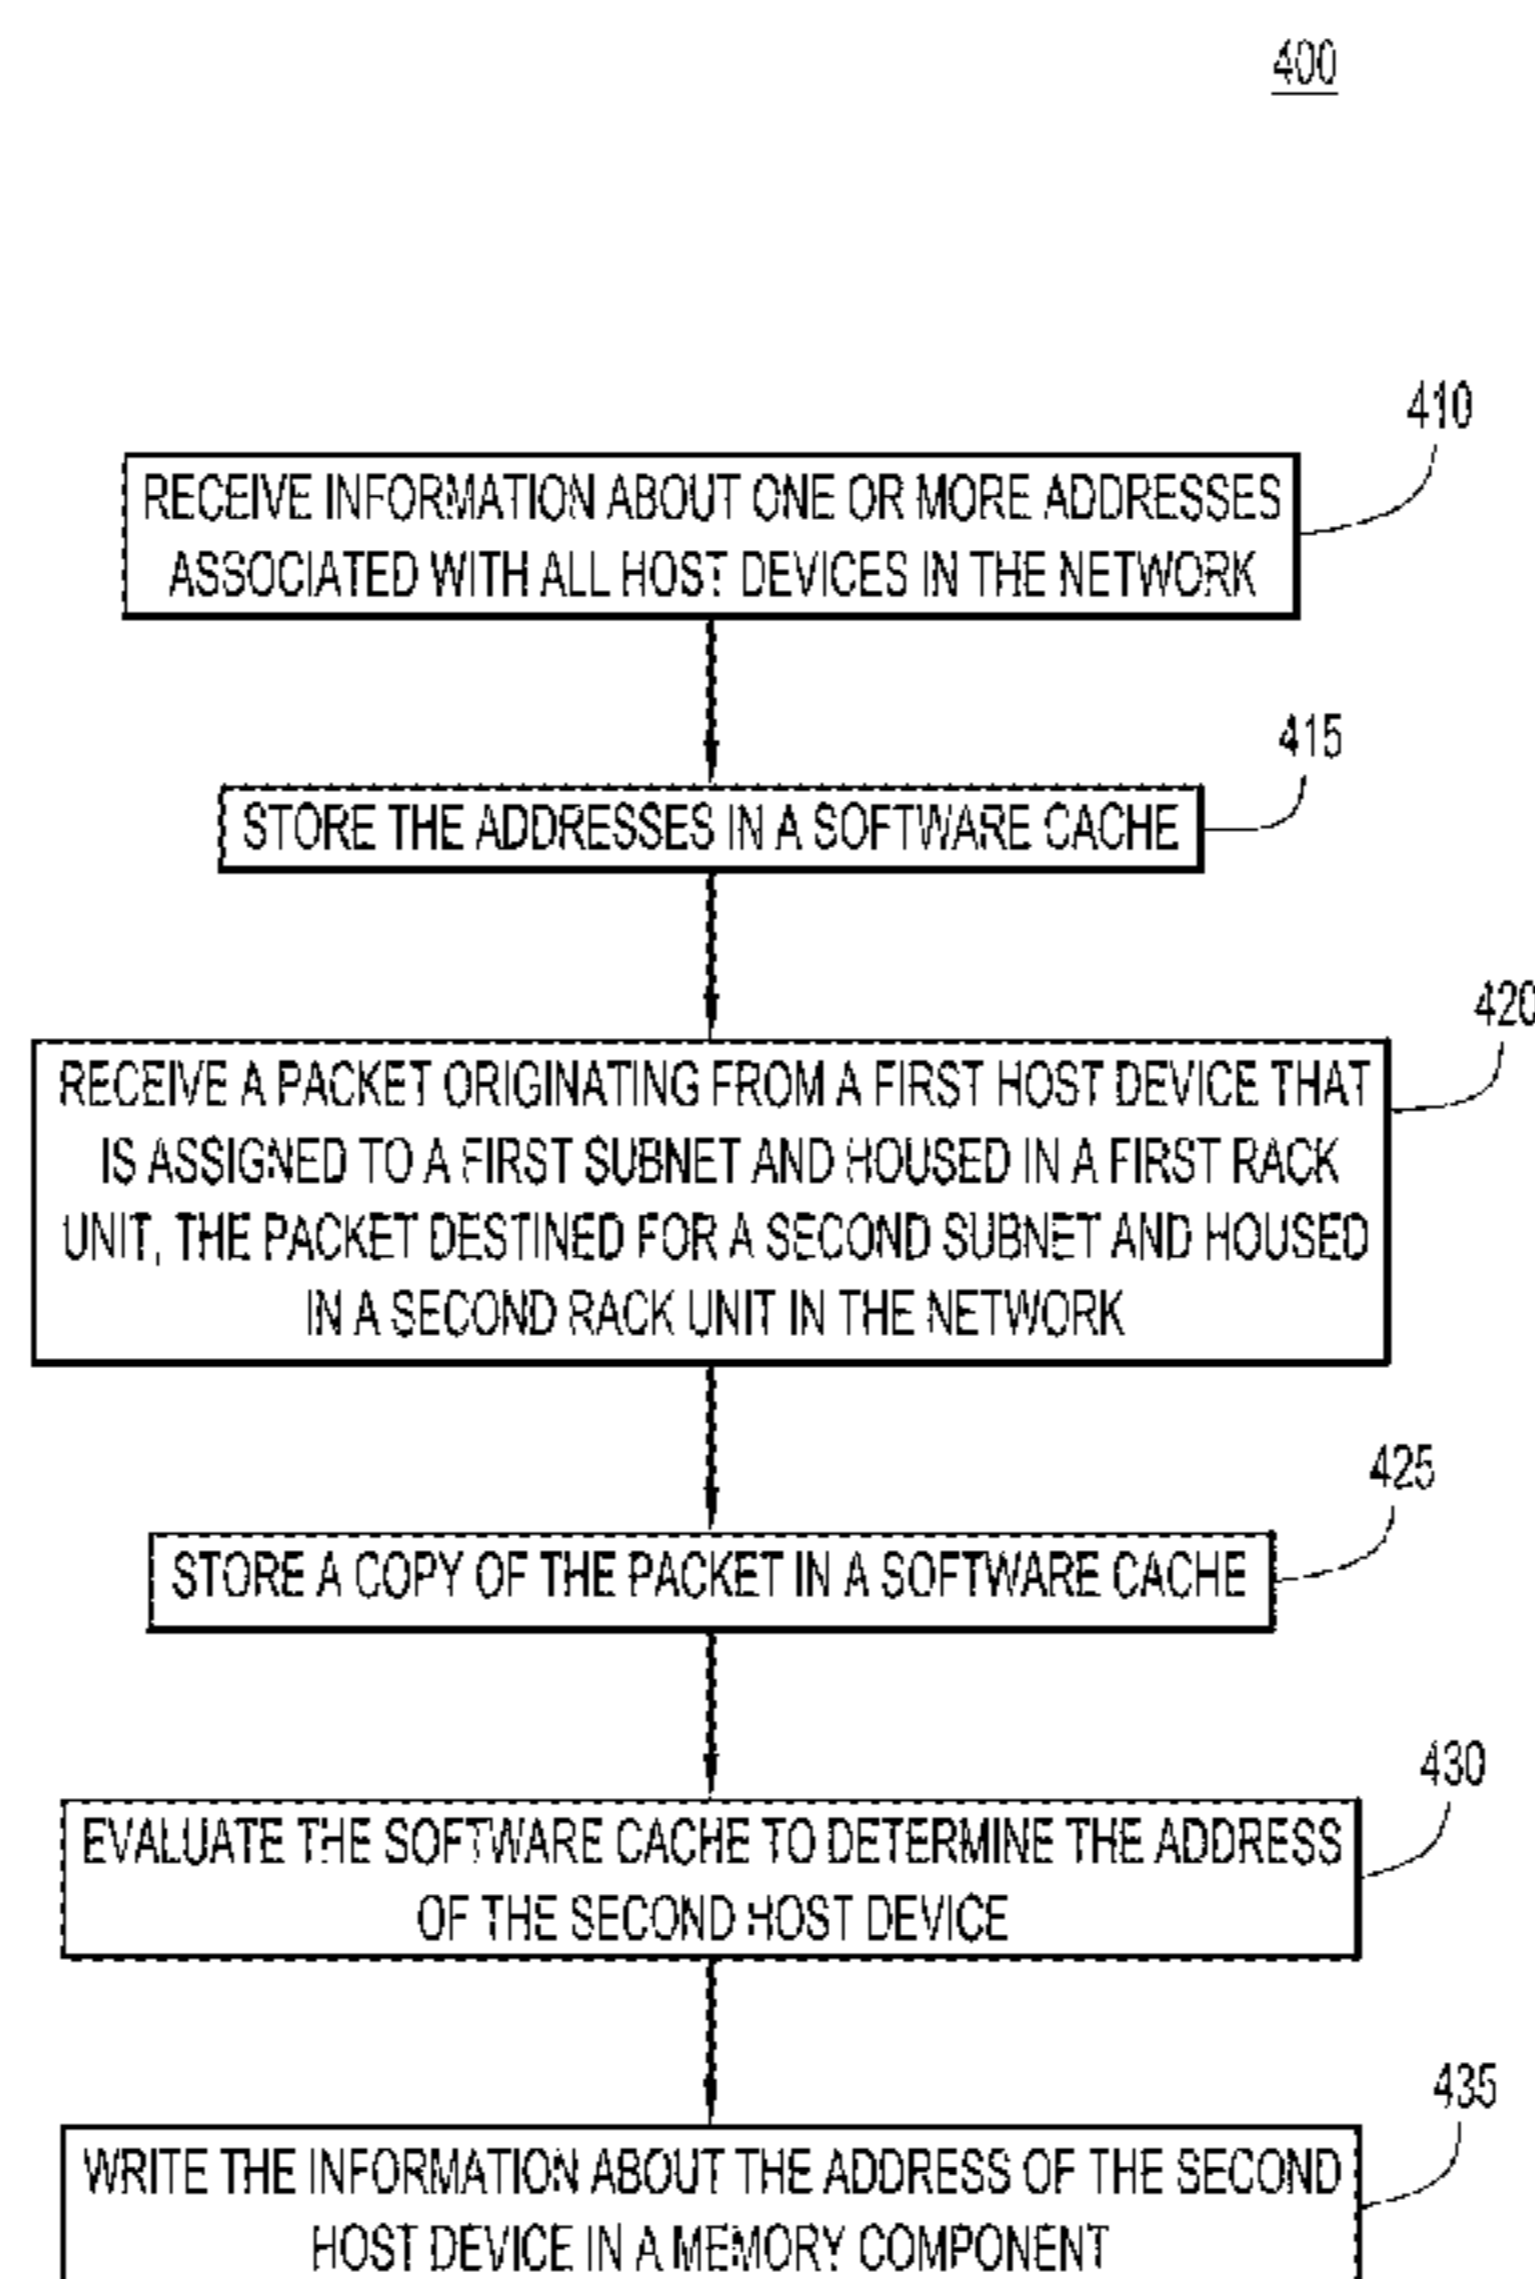 400
410
RECEIVE INFORMATION ABOUT ONE OR MORE ADDRESSES
ASSOCIATED WITH ALL HOST DEVICES IN THE NETWORK
415
STORE THE ADDRESSES IN A SOFTWARE CACHE
420
RECEIVE A PACKET ORIGINATING FROM A FIRST HOST DEVICE THAT
IS ASSIGNED TO A FIRST SUBNET AND HOUSED IN A FIRST RACK
UNIT, THE PACKET DESTINED FOR A SECOND SUBNET AND HOUSED
IN A SECOND RACK UNIT IN THE NETWORK
425
STORE A COPY OF THE PACKET IN A SOFTWARE CACHE
430
EVALUATE THE SOFTWARE CACHE TO DETERMINE THE ADDRESS
OF THE SECOND HOST DEVICE
435
WRITE THE INFORMATION ABOUT THE ADDRESS OF THE SECOND
HOST DEVICE IN A MEMORY COMPONENT